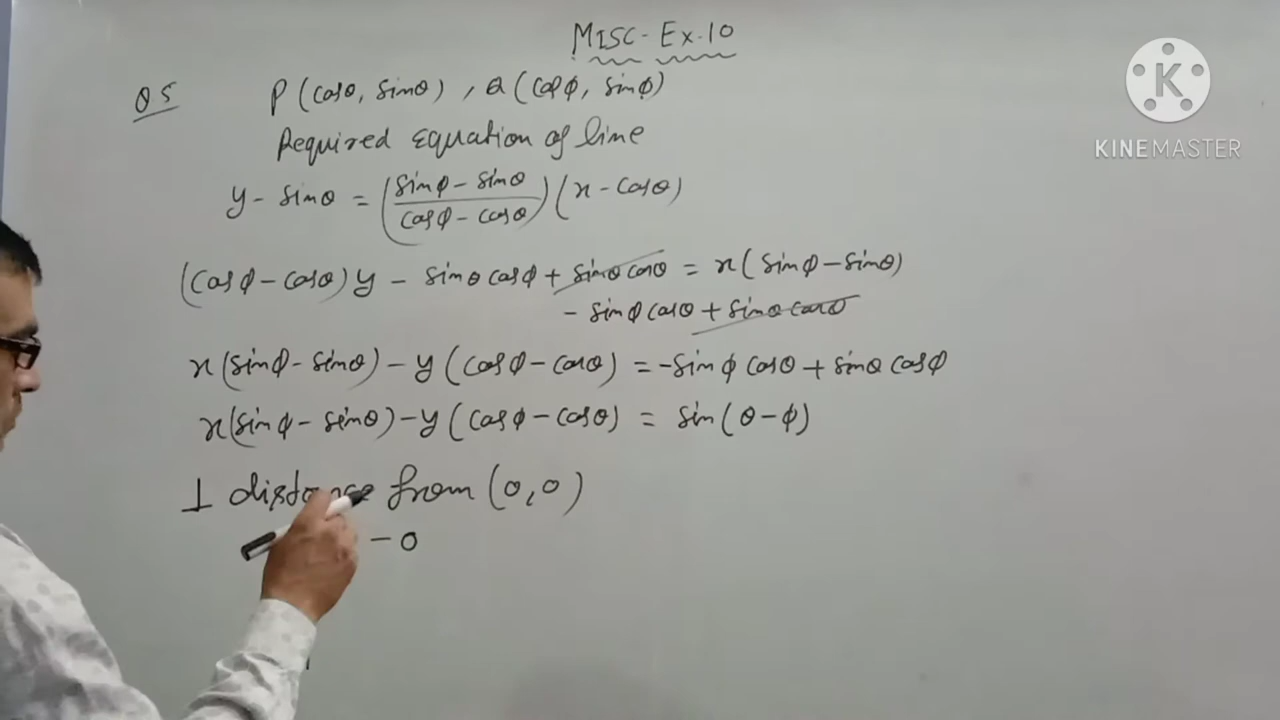 MISC- Ex.10
Q5 P(cosθ, sinθ), Q(cosϕ, sinϕ)
Required equation of line
y - sinθ = (sinϕ - sinθ / cosϕ - cosθ)(x - cosθ)
(cosϕ - cosθ)y - sinθ cosϕ + sinθ cosθ = x(sinϕ - sinθ)
- sinϕ cosθ + sinθ cosθ
x(sinϕ - sinθ) - y(cosϕ - cosθ) = -sinϕ cosθ + sinθ cosϕ
x(sinϕ - sinθ) - y(cosϕ - cosθ) = sin(θ - ϕ)
⊥ distance from (0,0)
- 0
K
KINEMASTER